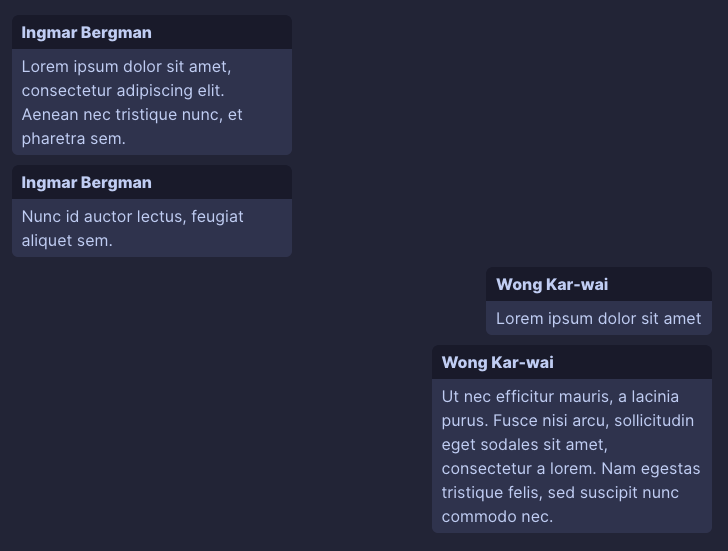 Ingmar Bergman
Lorem ipsum dolor sit amet,
consectetur adipiscing elit.
Aenean nec tristique nunc, et
pharetra sem.
Ingmar Bergman
Nunc id auctor lectus, feugiat
aliquet sem.
Wong Kar-wai
Lorem ipsum dolor sit amet
Wong Kar-wai
Ut nec efficitur mauris, a lacinia
purus. Fusce nisi arcu, sollicitudin
eget sodales sit amet,
consectetur a lorem. Nam egestas
tristique felis, sed suscipit nunc
commodo nec.